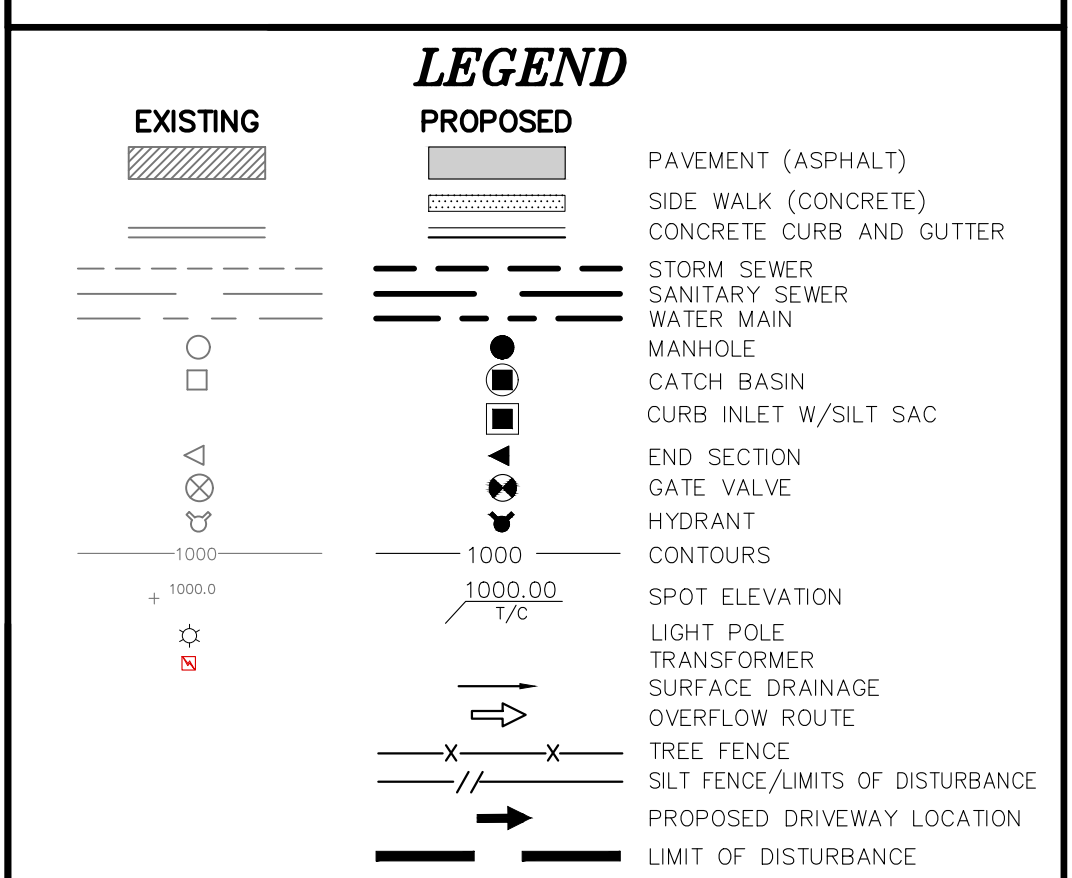 LEGEND
EXISTING PROPOSED
PAVEMENT (ASPHALT)
SIDE WALK (CONCRETE)
CONCRETE CURB AND GUTTER
STORM SEWER
SANITARY SEWER
WATER MAIN
MANHOLE
CATCH BASIN
CURB INLET W/SILT SAC
END SECTION
GATE VALVE
HYDRANT
1000 1000 CONTOURS
1000.0 1000.00 SPOT ELEVATION
T/C
LIGHT POLE
TRANSFORMER
SURFACE DRAINAGE
OVERFLOW ROUTE
X X TREE FENCE
// SILT FENCE/LIMITS OF DISTURBANCE
PROPOSED DRIVEWAY LOCATION
LIMIT OF DISTURBANCE